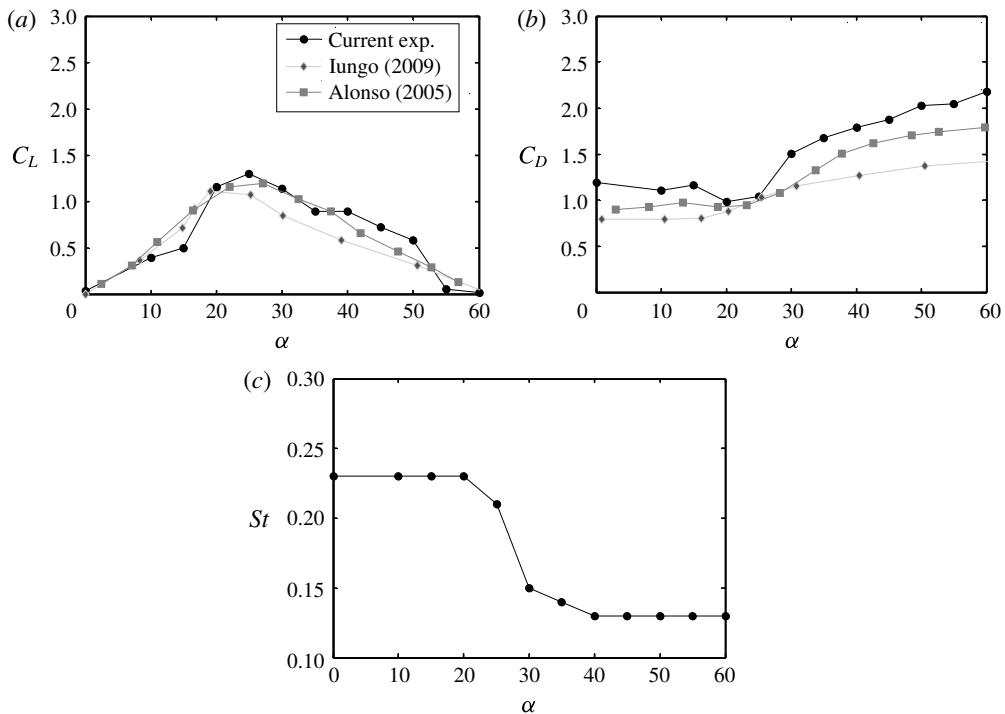 (a)
3.0
2.5
2.0
1.5
1.0
0.5
C_L
Current exp.
Iungo (2009)
Alonso (2005)
0 10 20 30 40 50 60
α
(b)
3.0
2.5
2.0
1.5
1.0
0.5
C_D
0 10 20 30 40 50 60
α
(c)
0.30
0.25
0.20
0.15
0.10
St
0 10 20 30 40 50 60
α